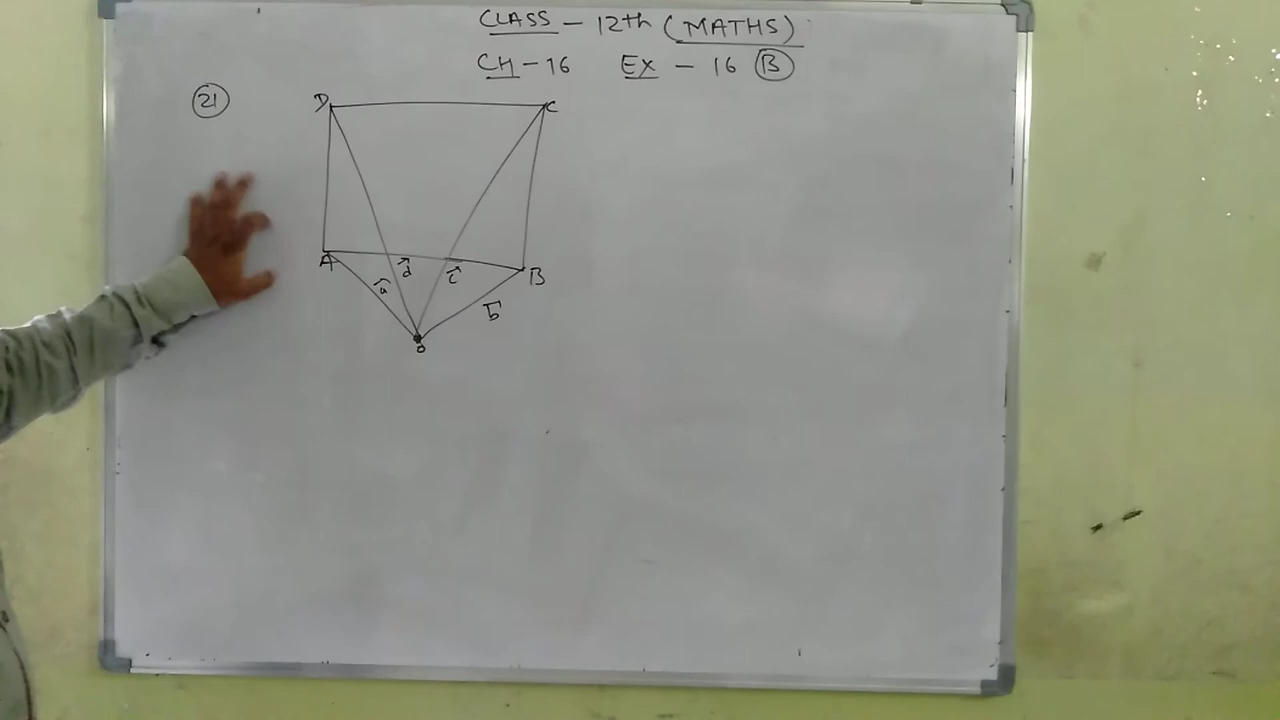 CLASS - 12th (MATHS)
CH - 16 EX - 16 (B)
(21)
D C
A B
a⃗ d⃗ c⃗ b⃗
O